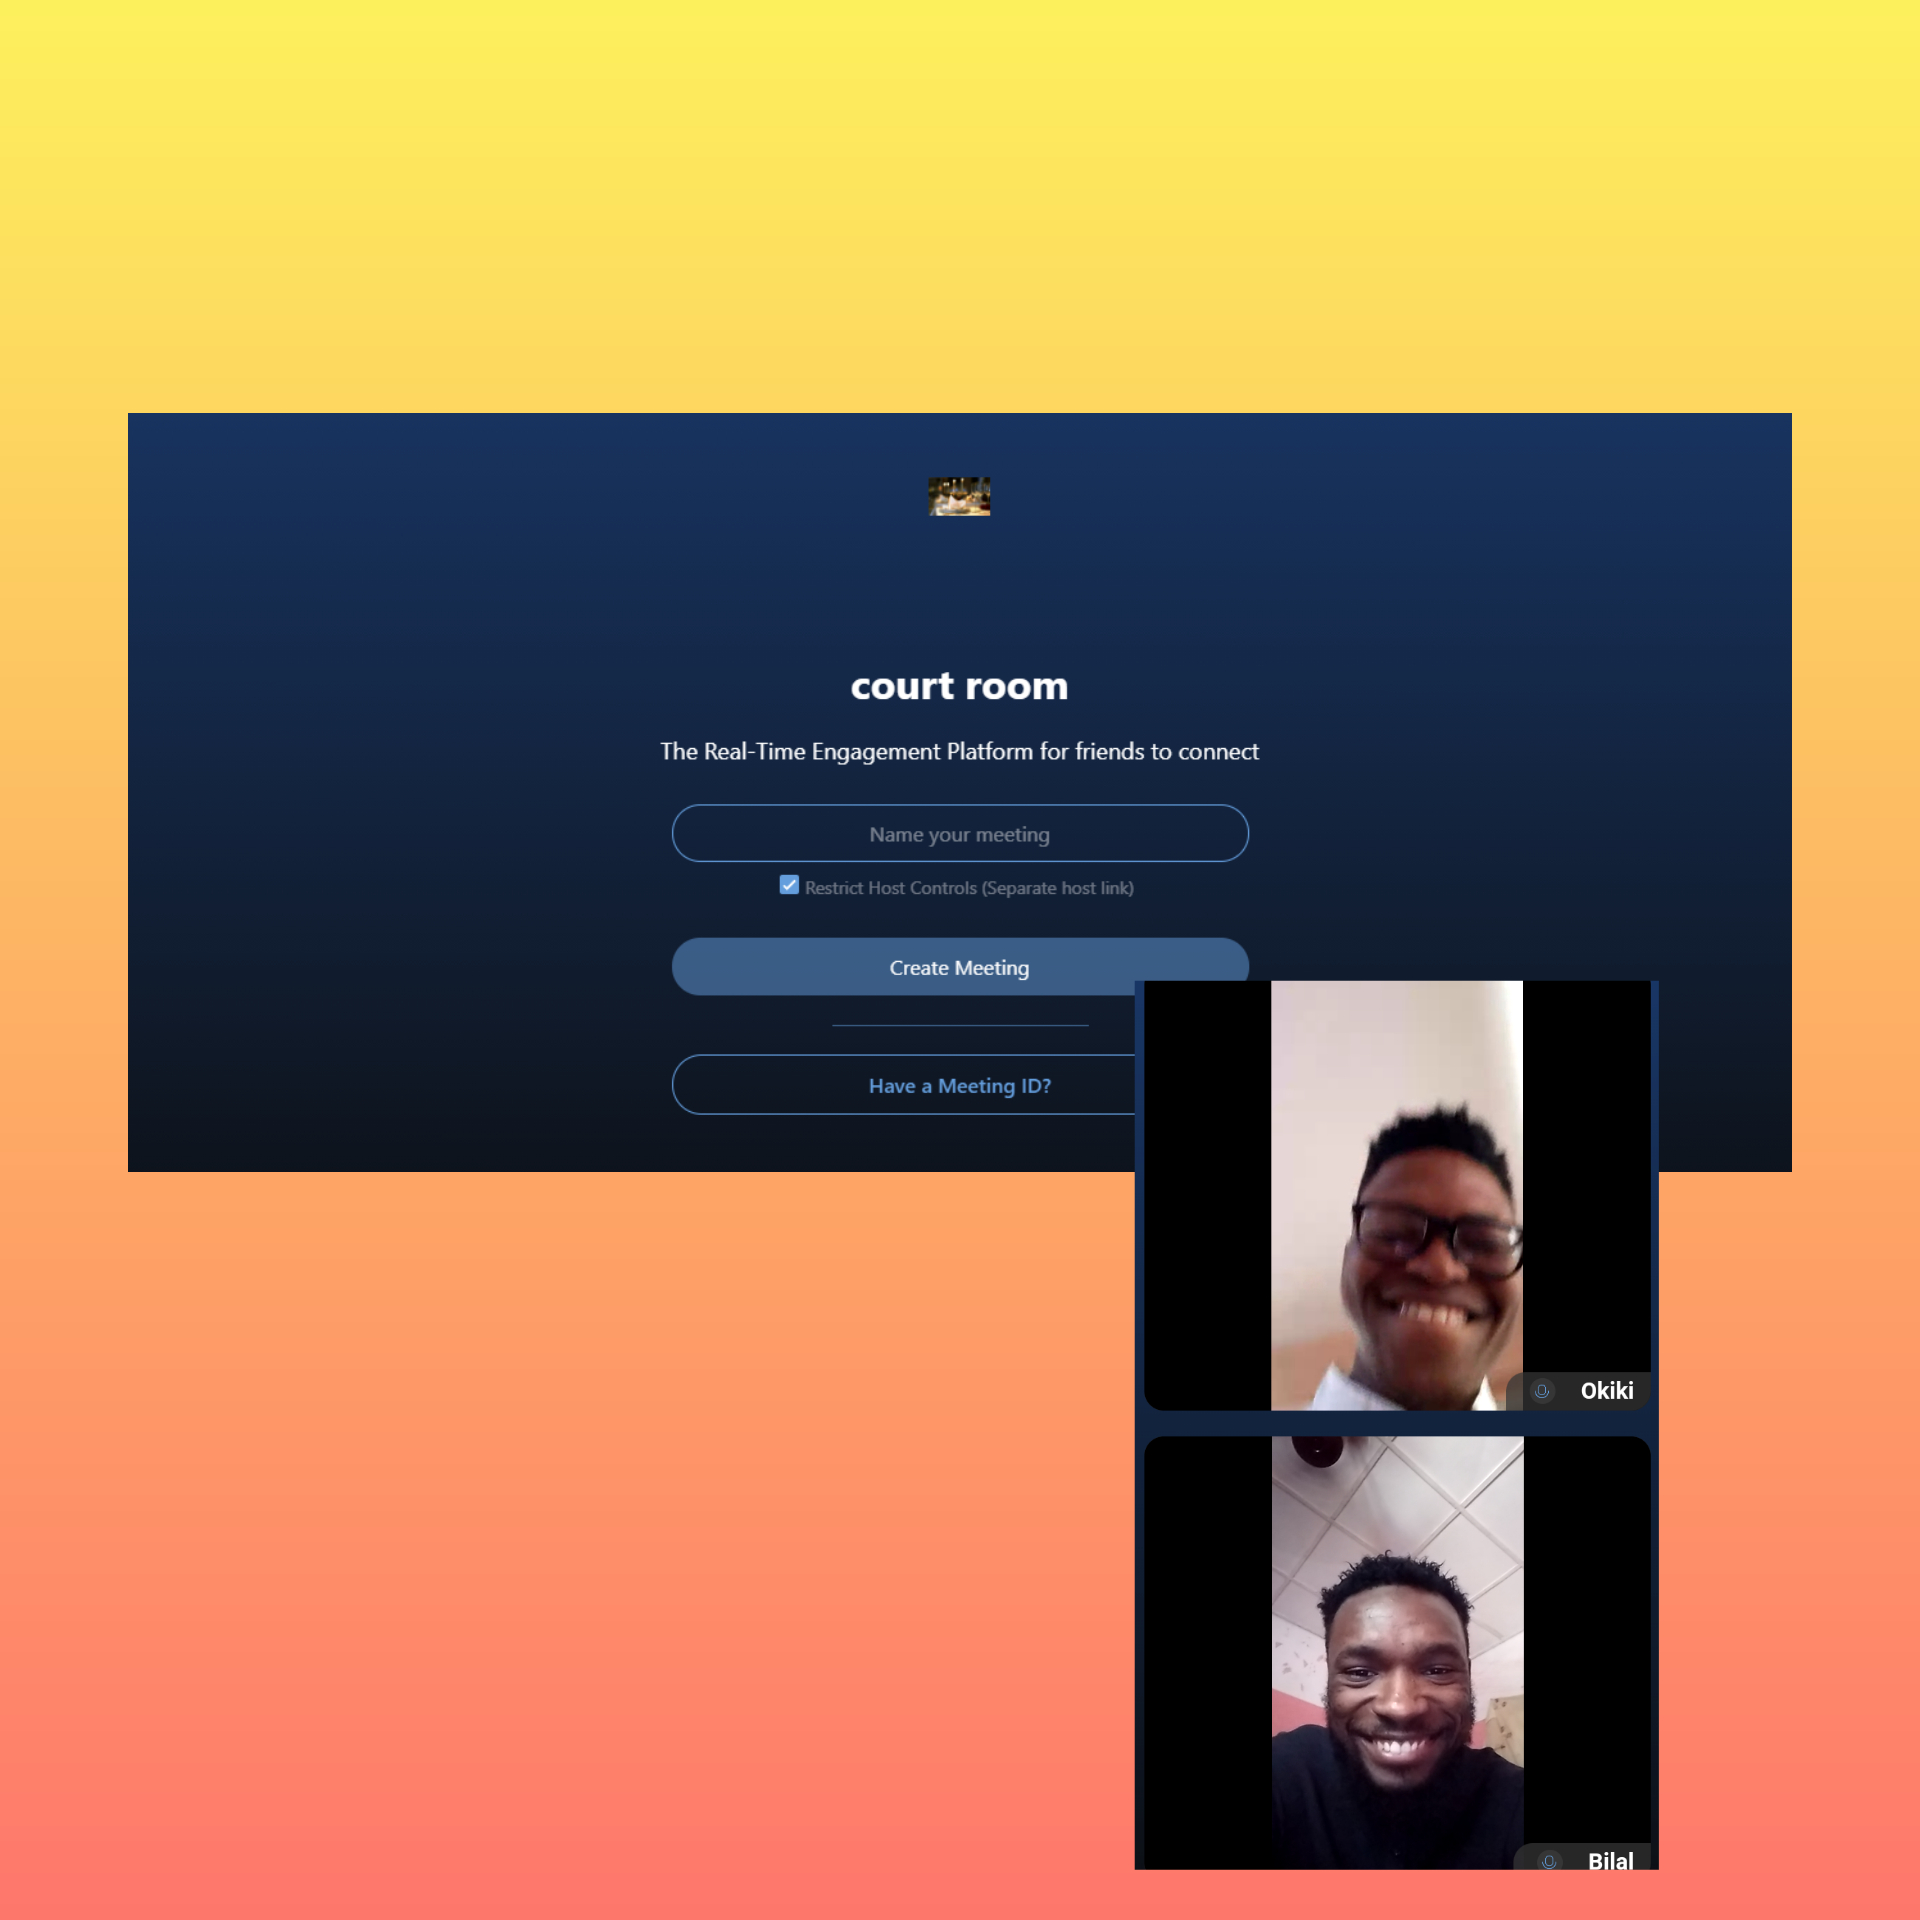 court room
The Real-Time Engagement Platform for friends to connect
Name your meeting
Restrict Host Controls (Separate host link)
Create Meeting
Have a Meeting ID?
Okiki
Bilal